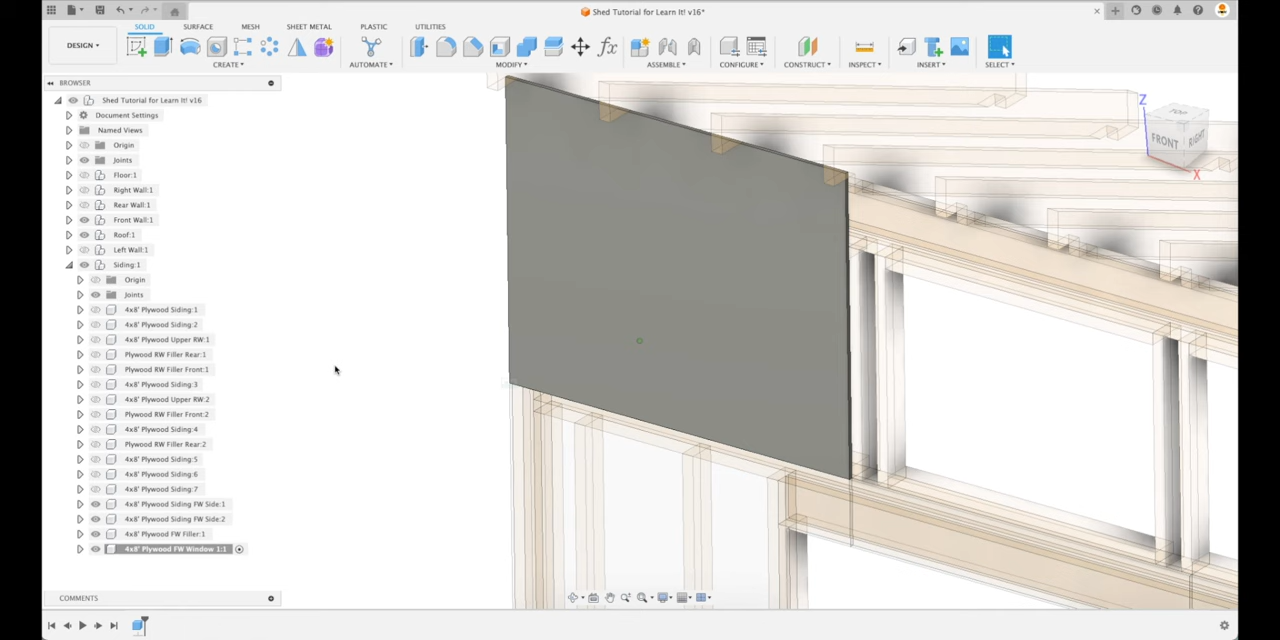 Shed Tutorial for Learn It! v16*
DESIGN
SOLID SURFACE MESH SHEET METAL PLASTIC UTILITIES
CREATE AUTOMATE MODIFY ASSEMBLE CONFIGURE CONSTRUCT INSPECT INSERT SELECT
BROWSER
Shed Tutorial for Learn It! v16
Document Settings
Named Views
Origin
Joints
Floor:1
Right Wall:1
Rear Wall:1
Front Wall:1
Roof:1
Left Wall:1
Siding:1
Origin
Joints
4x8' Plywood Siding:1
4x8' Plywood Siding:2
4x8' Plywood Upper RW:1
Plywood RW Filler Rear:1
Plywood RW Filler Front:1
4x8' Plywood Siding:3
4x8' Plywood Upper RW:2
Plywood RW Filler Front:2
4x8' Plywood Siding:4
Plywood RW Filler Rear:2
4x8' Plywood Siding:5
4x8' Plywood Siding:6
4x8' Plywood Siding:7
4x8' Plywood Siding FW Side:1
4x8' Plywood Siding FW Side:2
4x8' Plywood FW Filler:1
4x8' Plywood FW Window 1:1
COMMENTS
Z
TOP
FRONT
RIGHT
X